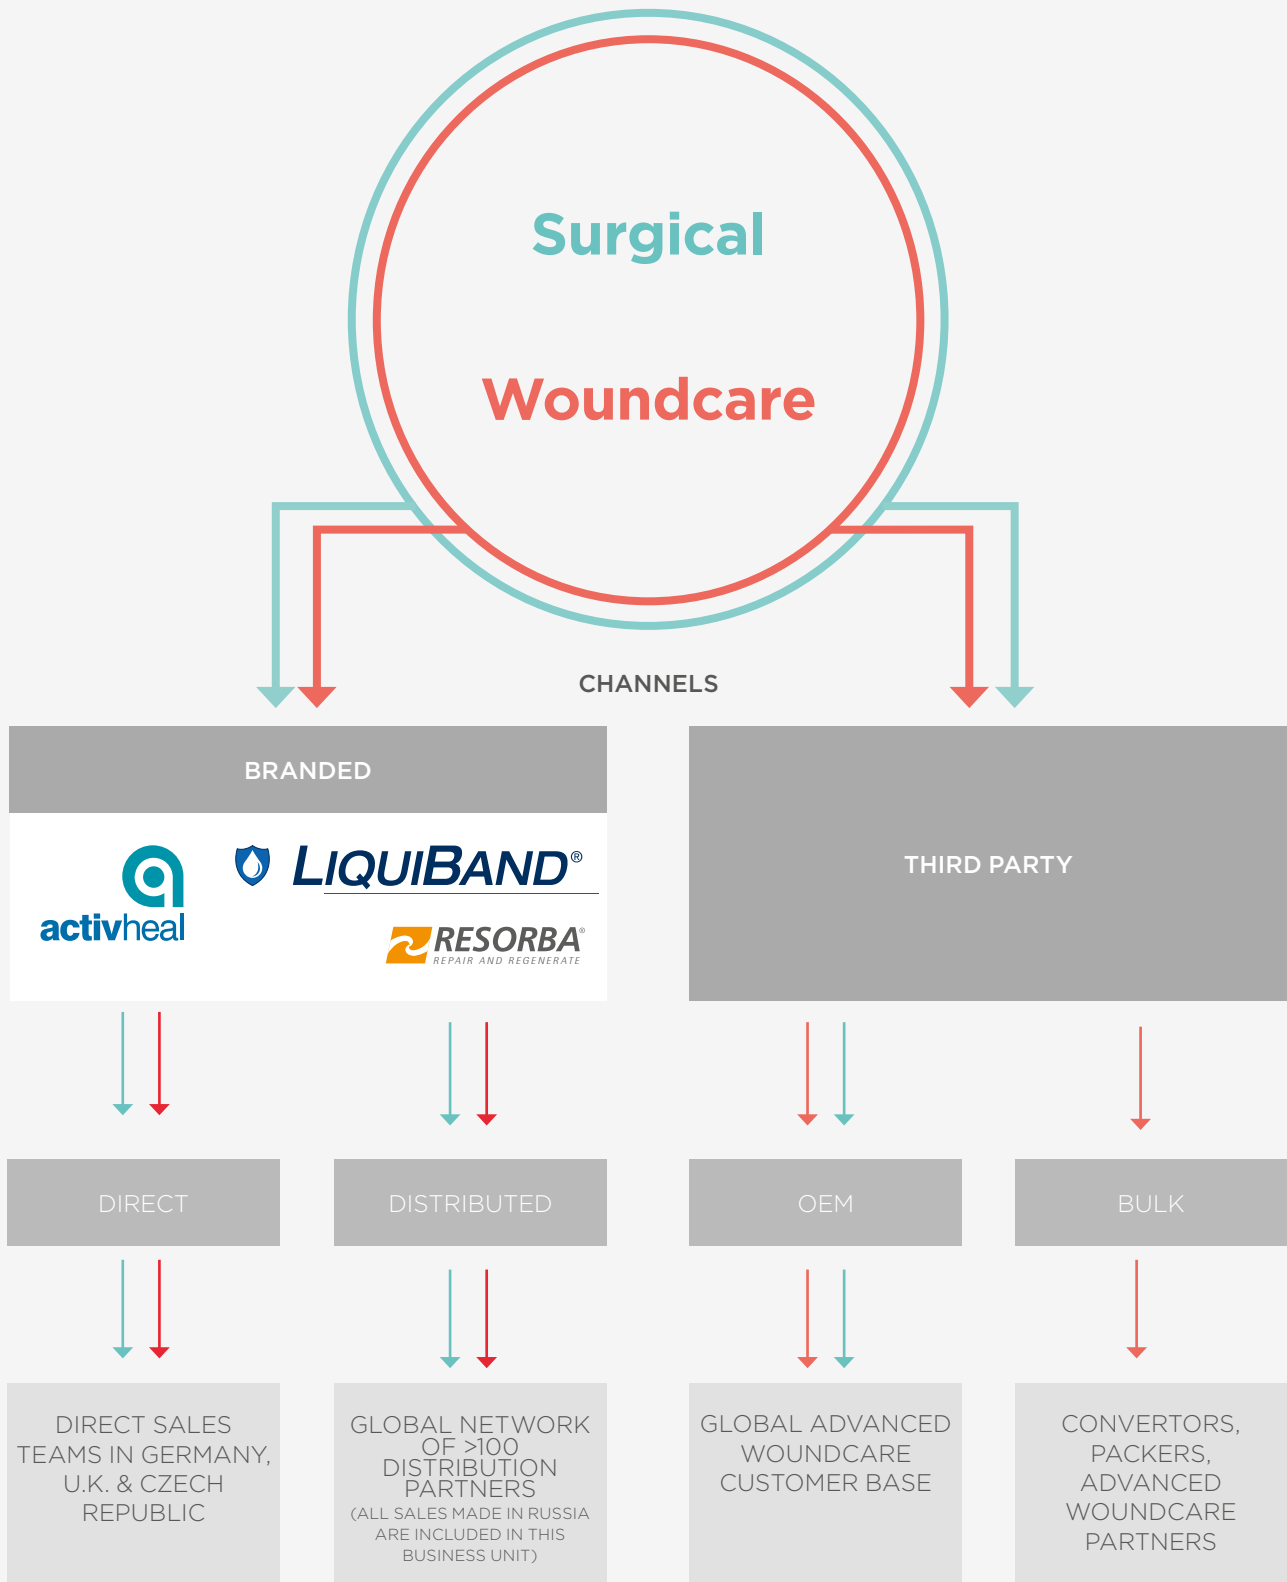 Surgical
Woundcare
CHANNELS
BRANDED
THIRD PARTY
activheal
LIQUIBAND®
RESORBA®
REPAIR AND REGENERATE
DIRECT
DISTRIBUTED
OEM
BULK
DIRECT SALES
TEAMS IN GERMANY,
U.K. & CZECH
REPUBLIC
GLOBAL NETWORK
OF >100
DISTRIBUTION
PARTNERS
(ALL SALES MADE IN RUSSIA
ARE INCLUDED IN THIS
BUSINESS UNIT)
GLOBAL ADVANCED
WOUNDCARE
CUSTOMER BASE
CONVERTORS,
PACKERS,
ADVANCED
WOUNDCARE
PARTNERS